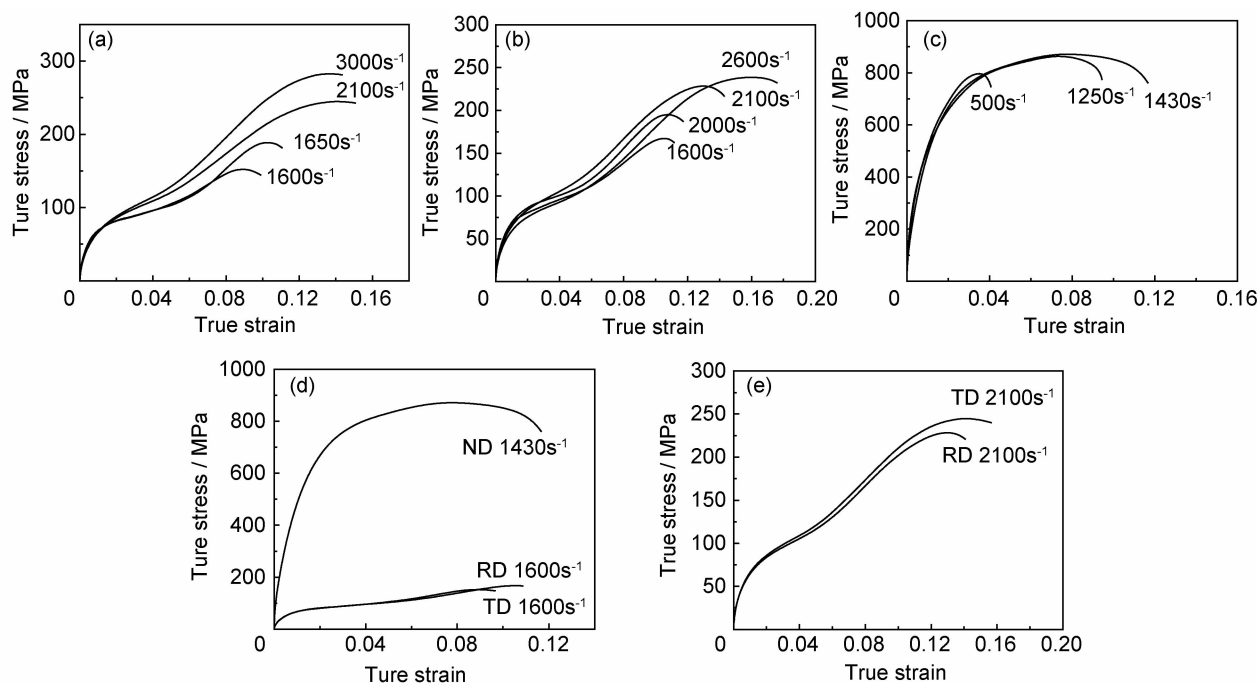 (a)
300
200
100
0
0.04
0.08
0.12
0.16
Ture stress / MPa
True strain
3000s⁻¹
2100s⁻¹
1650s⁻¹
1600s⁻¹
(b)
300
250
200
150
100
50
0
0.04
0.08
0.12
0.16
0.20
True stress / MPa
True strain
2600s⁻¹
2100s⁻¹
2000s⁻¹
1600s⁻¹
(c)
1000
800
600
400
200
0
0.04
0.08
0.12
0.16
Ture stress / MPa
Ture strain
500s⁻¹
1250s⁻¹
1430s⁻¹
(d)
1000
800
600
400
200
0
0.04
0.08
0.12
Ture stress / MPa
Ture strain
ND 1430s⁻¹
RD 1600s⁻¹
TD 1600s⁻¹
(e)
300
250
200
150
100
50
0
0.04
0.08
0.12
0.16
0.20
True stress / MPa
True strain
TD 2100s⁻¹
RD 2100s⁻¹